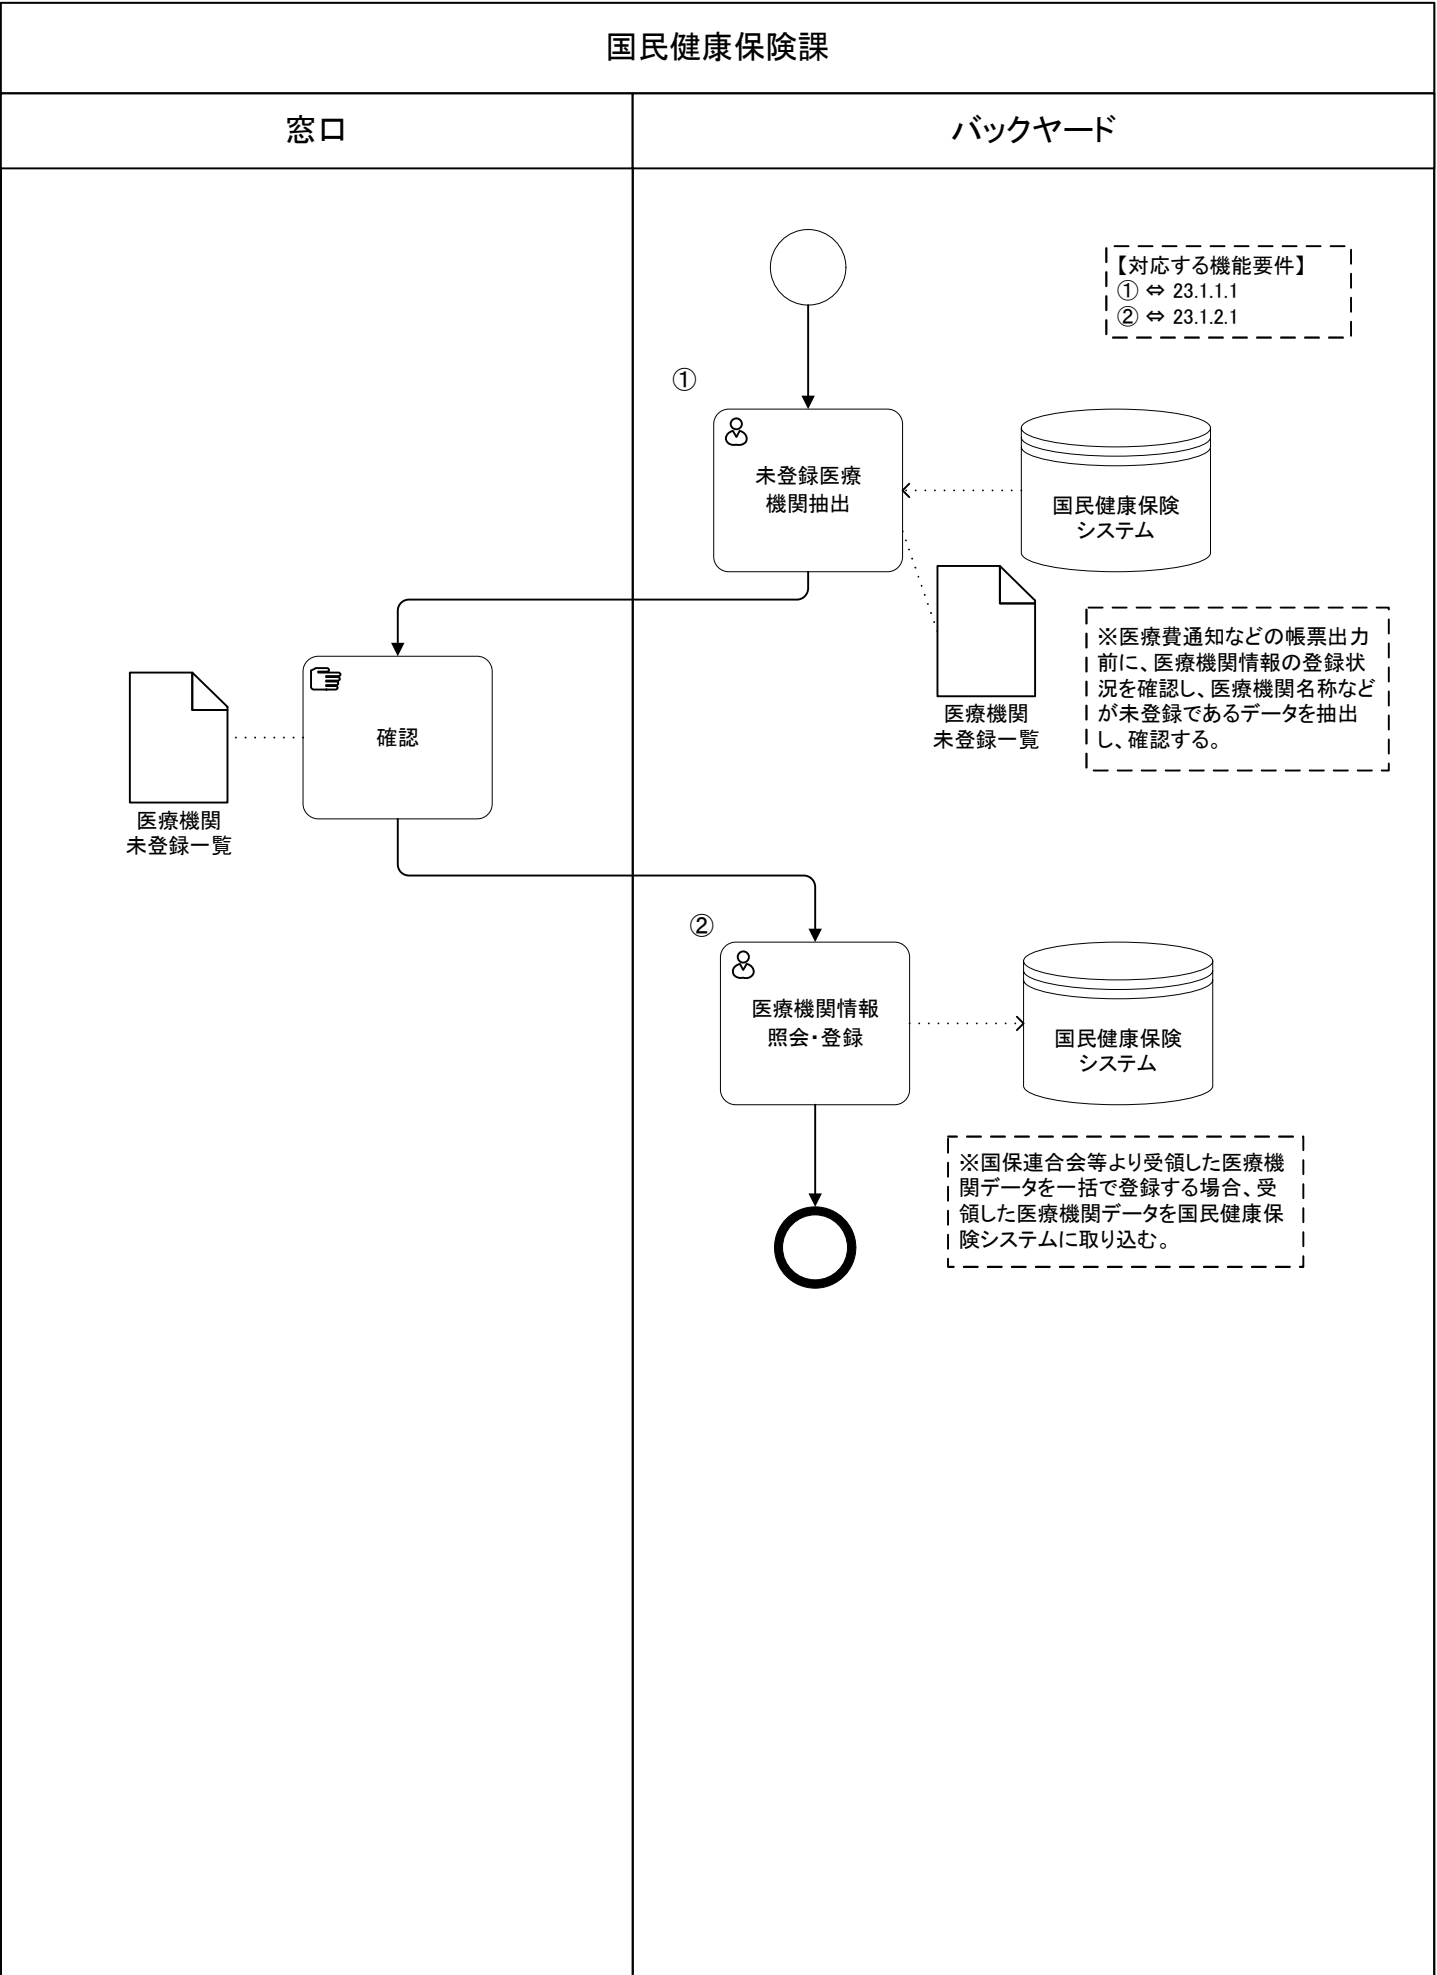 国民健康保険課
窓口
バックヤード
【対応する機能要件】
① ⇔ 23.1.1.1
② ⇔ 23.1.2.1
①
未登録医療
機関抽出
国民健康保険
システム
医療機関
未登録一覧
※医療費通知などの帳票出力
前に、医療機関情報の登録状
況を確認し、医療機関名称など
が未登録であるデータを抽出
し、確認する。
確認
医療機関
未登録一覧
②
医療機関情報
照会・登録
国民健康保険
システム
※国保連合会等より受領した医療機
関データを一括で登録する場合、受
領した医療機関データを国民健康保
険システムに取り込む。